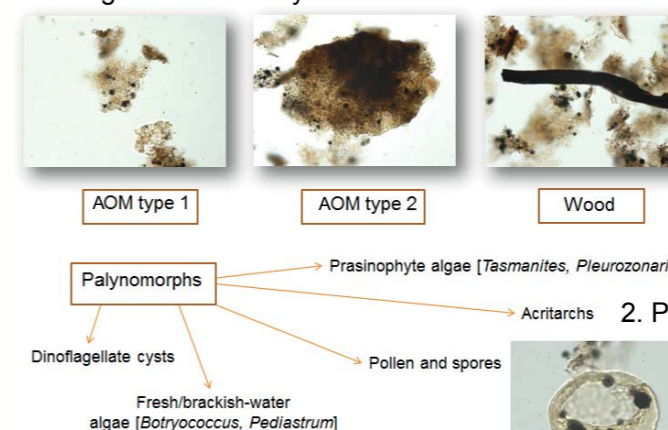 AOM type 1
AOM type 2
Wood
Palynomorphs
Prasinophyte algae [Tasmanites,
Acritarchs
2. P
Dinoflagellate cysts
Pollen and spores
Fresh/brackish-water
algae [Botryococcus, Pediastrum]